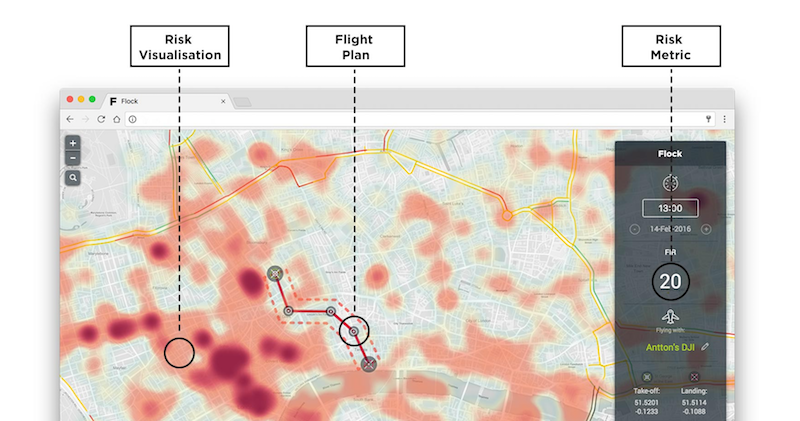 Risk
Visualisation
Flight
Plan
Risk
Metric
F Flock
Flock
13:00
14-Feb-2016
FIR
20
Flying with:
Antton's DJI
Take-off:
Landing:
51.5201
51.5114
-0.1233
-0.1088